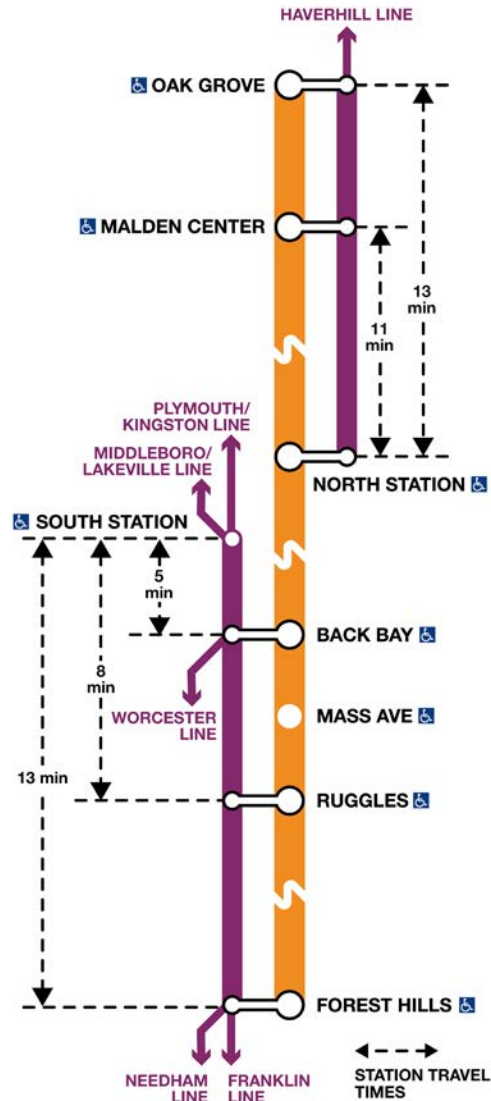 HAVERHILL LINE
OAK GROVE
MALDEN CENTER
13
min
11
min
PLYMOUTH/
KINGSTON LINE
MIDDLEBORO/
LAKEVILLE LINE
NORTH STATION
SOUTH STATION
5
min
BACK BAY
8
min
WORCESTER
LINE
MASS AVE
13 min
RUGGLES
FOREST HILLS
NEEDHAM
LINE
FRANKLIN
LINE
STATION TRAVEL
TIMES